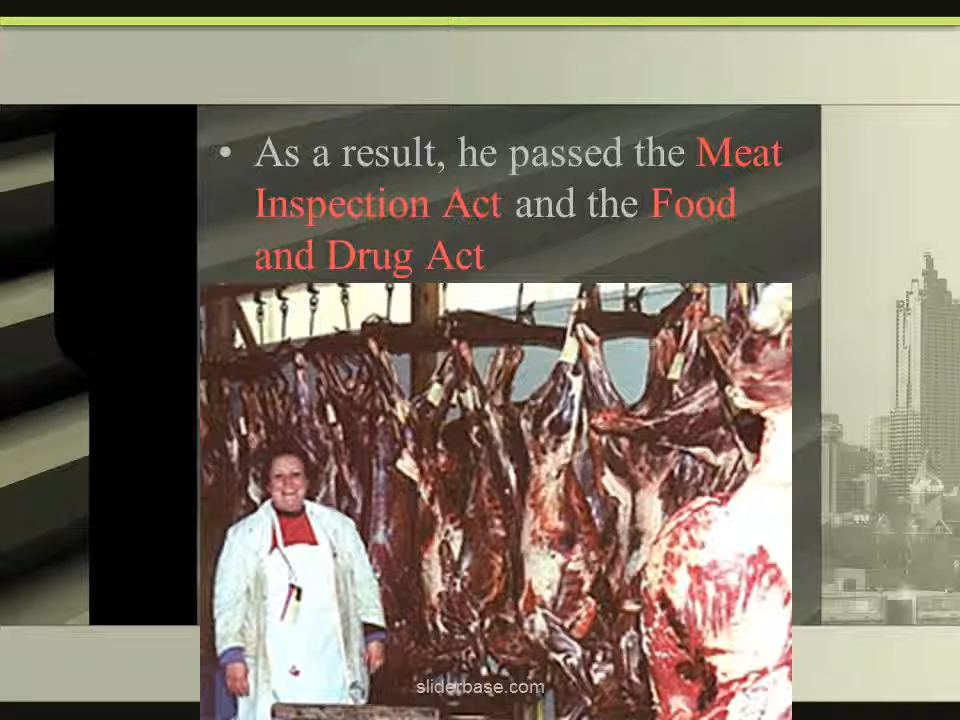 • As a result, he passed the Meat
Inspection Act and the Food
and Drug Act
sliderbase.com